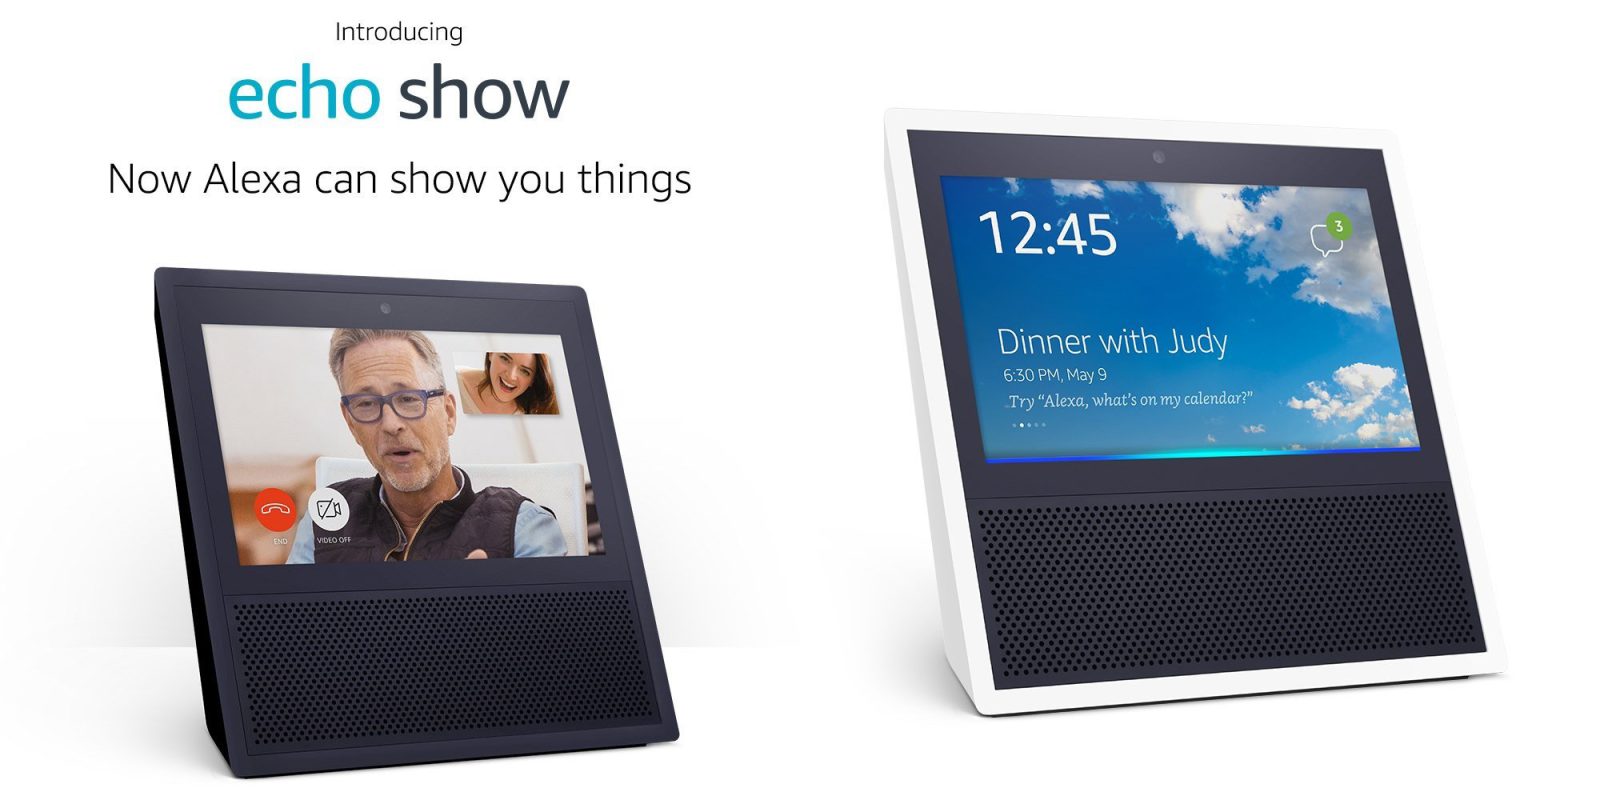 Introducing
echo show
Now Alexa can show you things
END
VIDEO OFF
12:45
3
Dinner with Judy
6:30 PM, May 9
Try “Alexa, what’s on my calendar?”